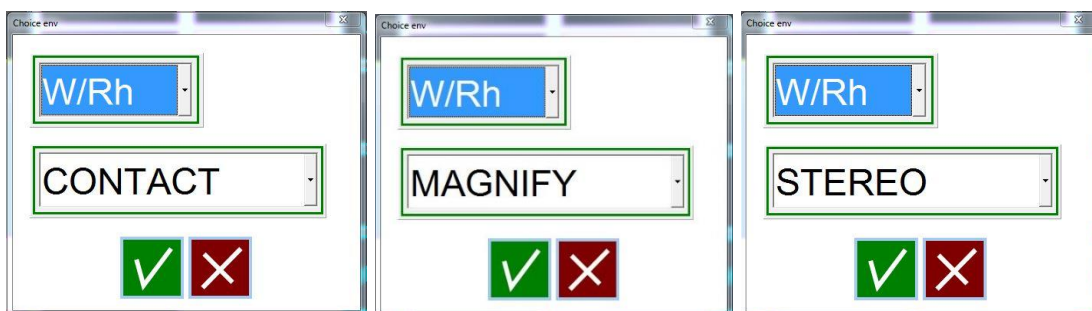 Choice env
W/Rh
CONTACT
Choice env
W/Rh
MAGNIFY
Choice env
W/Rh
STEREO